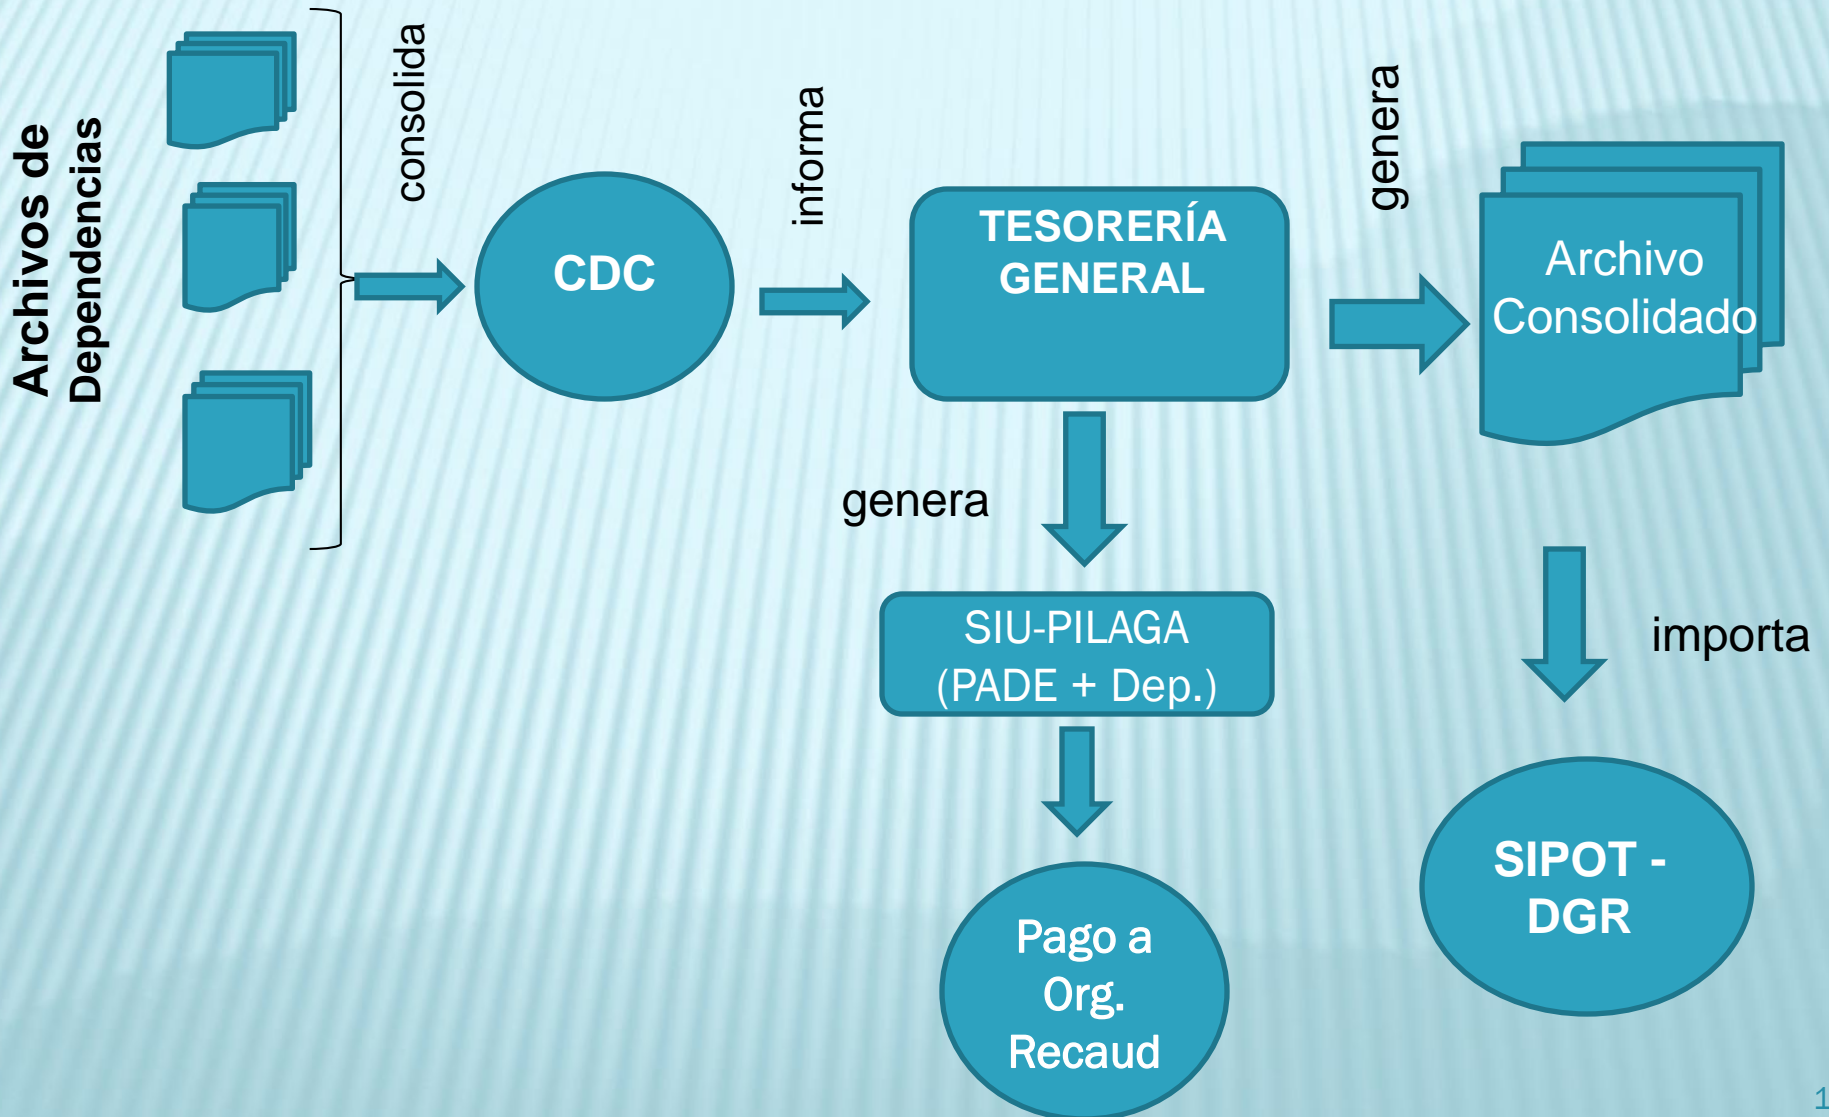 Archivos de
Dependencias
consolida
CDC
informa
TESORERÍA
GENERAL
genera
Archivo
Consolidado
genera
SIU-PILAGA
(PADE + Dep.)
importa
Pago a
Org.
Recaud
SIPOT -
DGR
1